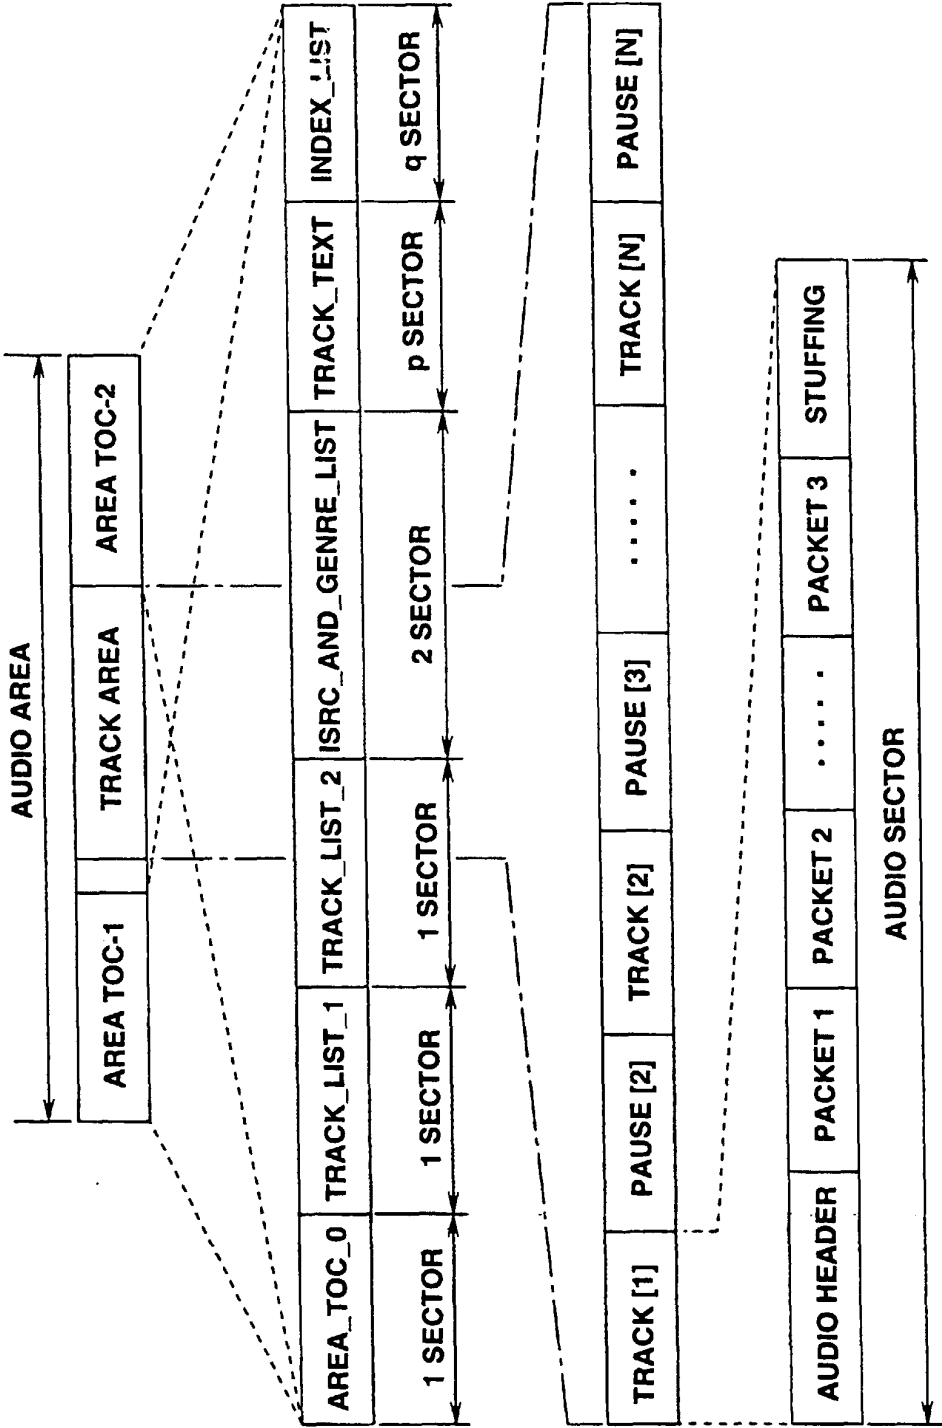 AUDIO AREA
AREA TOC-1
TRACK AREA
AREA TOC-2
AREA_TOC_0
TRACK_LIST_1
TRACK_LIST_2
ISRC_AND_GENRE_LIST
TRACK_TEXT
INDEX_LIST
1 SECTOR
1 SECTOR
1 SECTOR
2 SECTOR
p SECTOR
q SECTOR
TRACK [1]
PAUSE [2]
TRACK [2]
PAUSE [3]
.....
TRACK [N]
PAUSE [N]
AUDIO HEADER
PACKET 1
PACKET 2
.....
PACKET 3
STUFFING
AUDIO SECTOR